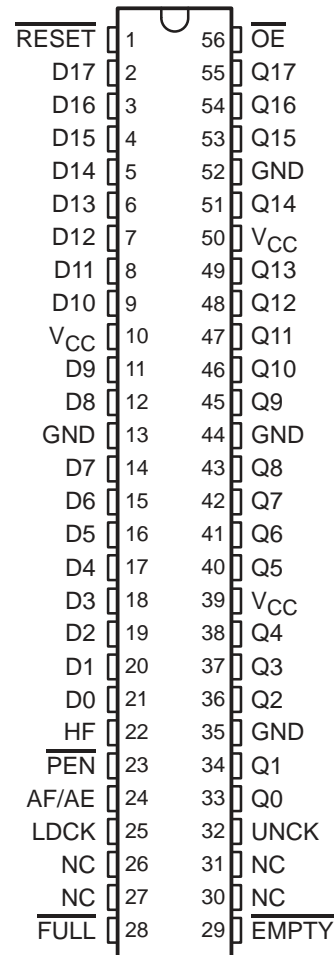 RESET 1 56 OE
D17 2 55 Q17
D16 3 54 Q16
D15 4 53 Q15
D14 5 52 GND
D13 6 51 Q14
D12 7 50 VCC
D11 8 49 Q13
D10 9 48 Q12
VCC 10 47 Q11
D9 11 46 Q10
D8 12 45 Q9
GND 13 44 GND
D7 14 43 Q8
D6 15 42 Q7
D5 16 41 Q6
D4 17 40 Q5
D3 18 39 VCC
D2 19 38 Q4
D1 20 37 Q3
D0 21 36 Q2
HF 22 35 GND
PEN 23 34 Q1
AF/AE 24 33 Q0
LDCK 25 32 UNCK
NC 26 31 NC
NC 27 30 NC
FULL 28 29 EMPTY